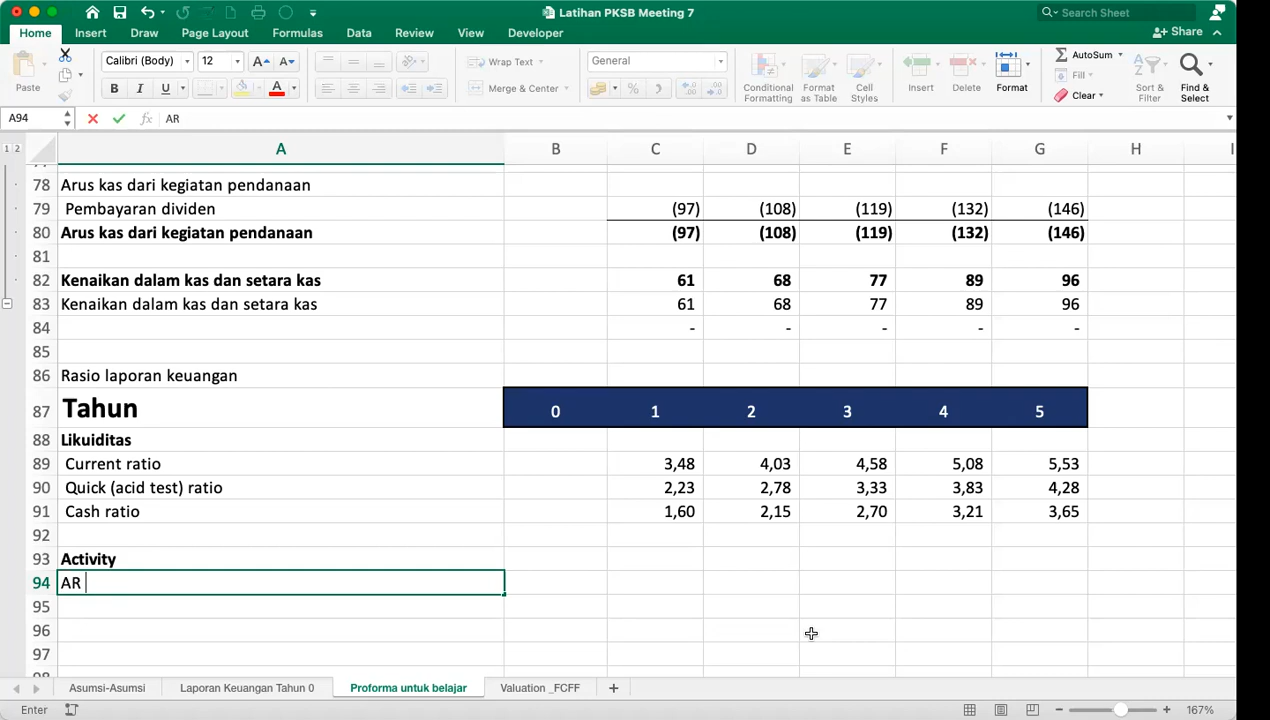 Latihan PKSB Meeting 7
Search Sheet
Home Insert Draw Page Layout Formulas Data Review View Developer
Share
Paste
Calibri (Body) 12 A A
B I U A
Wrap Text
Merge & Center
General
%
Conditional Formatting
Format as Table
Cell Styles
Insert
Delete
Format
AutoSum
Fill
Clear
Sort & Filter
Find & Select
A94 fx AR
1 2
A B C D E F G H I
78 Arus kas dari kegiatan pendanaan
79 Pembayaran dividen (97) (108) (119) (132) (146)
80 Arus kas dari kegiatan pendanaan (97) (108) (119) (132) (146)
81
82 Kenaikan dalam kas dan setara kas 61 68 77 89 96
83 Kenaikan dalam kas dan setara kas 61 68 77 89 96
84 - - - - -
85
86 Rasio laporan keuangan
87 Tahun 0 1 2 3 4 5
88 Likuiditas
89 Current ratio 3,48 4,03 4,58 5,08 5,53
90 Quick (acid test) ratio 2,23 2,78 3,33 3,83 4,28
91 Cash ratio 1,60 2,15 2,70 3,21 3,65
92
93 Activity
94 AR
95
96
97
Asumsi-Asumsi Laporan Keuangan Tahun 0 Proforma untuk belajar Valuation _FCFF +
Enter 167%